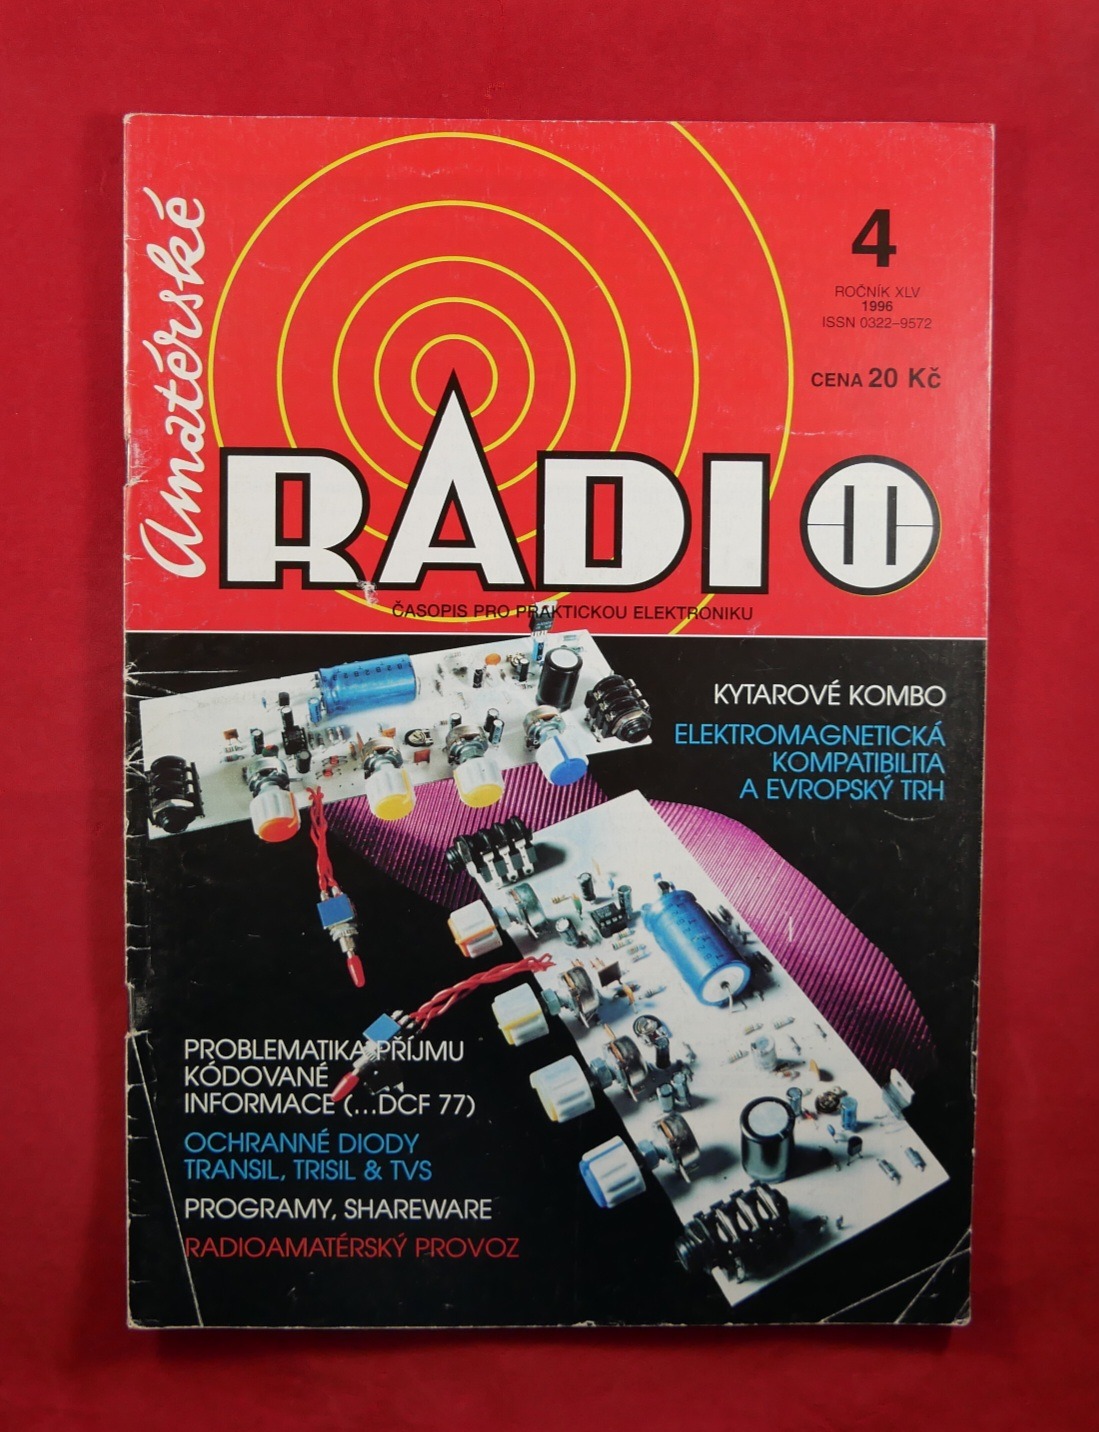 Amatérské
RADIO
4
ROČNÍK XLV
1996
ISSN 0322-9572
CENA 20 Kč
ČASOPIS PRO PRAKTICKOU ELEKTRONIKU
KYTAROVÉ KOMBO
ELEKTROMAGNETICKÁ
KOMPATIBILITA
A EVROPSKÝ TRH
PROBLEMATIKA PŘÍJMU
KÓDOVANÉ
INFORMACE (...DCF 77)
OCHRANNÉ DIODY
TRANSIL, TRISIL & TVS
PROGRAMY, SHAREWARE
RADIOAMATÉRSKÝ PROVOZ